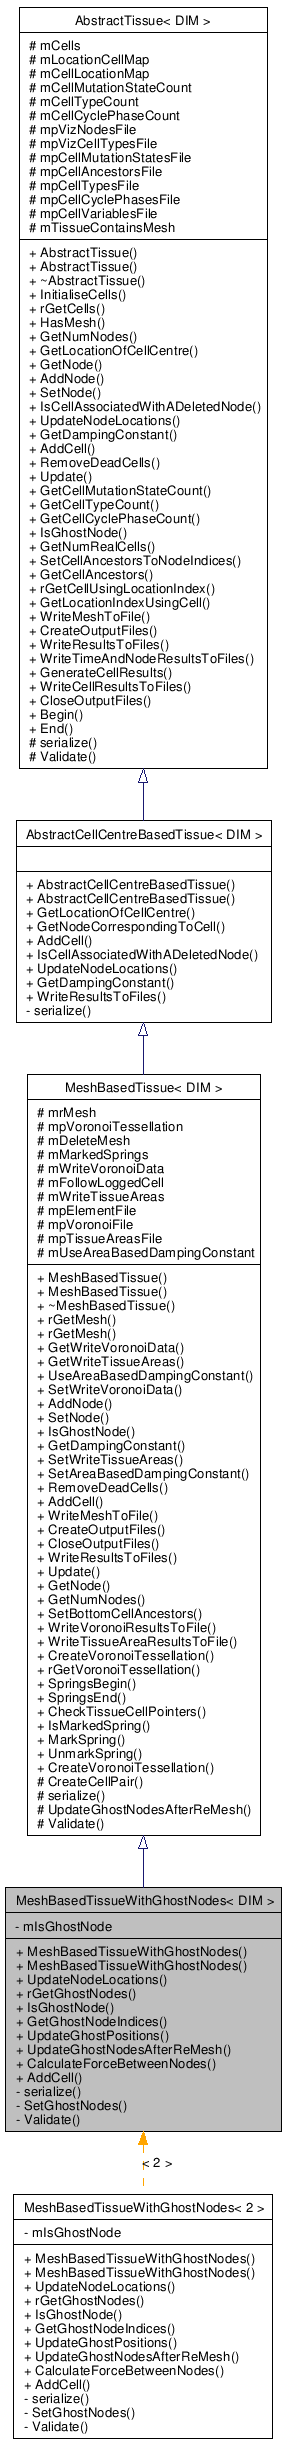 AbstractTissue< DIM >
# mCells
# mLocationCellMap
# mCellLocationMap
# mCellMutationStateCount
# mCellTypeCount
# mCellCyclePhaseCount
# mpVizNodesFile
# mpVizCellTypesFile
# mpCellMutationStatesFile
# mpCellAncestorsFile
# mpCellTypesFile
# mpCellCyclePhasesFile
# mpCellVariablesFile
# mTissueContainsMesh
+ AbstractTissue()
+ AbstractTissue()
+ ~AbstractTissue()
+ InitialiseCells()
+ rGetCells()
+ HasMesh()
+ GetNumNodes()
+ GetLocationOfCellCentre()
+ GetNode()
+ AddNode()
+ SetNode()
+ IsCellAssociatedWithADeletedNode()
+ UpdateNodeLocations()
+ GetDampingConstant()
+ AddCell()
+ RemoveDeadCells()
+ Update()
+ GetCellMutationStateCount()
+ GetCellTypeCount()
+ GetCellCyclePhaseCount()
+ IsGhostNode()
+ GetNumRealCells()
+ SetCellAncestorsToNodeIndices()
+ GetCellAncestors()
+ rGetCellUsingLocationIndex()
+ GetLocationIndexUsingCell()
+ WriteMeshToFile()
+ CreateOutputFiles()
+ WriteResultsToFiles()
+ WriteTimeAndNodeResultsToFiles()
+ GenerateCellResults()
+ WriteCellResultsToFiles()
+ CloseOutputFiles()
+ Begin()
+ End()
# serialize()
# Validate()
AbstractCellCentreBasedTissue< DIM >
+ AbstractCellCentreBasedTissue()
+ AbstractCellCentreBasedTissue()
+ GetLocationOfCellCentre()
+ GetNodeCorrespondingToCell()
+ AddCell()
+ IsCellAssociatedWithADeletedNode()
+ UpdateNodeLocations()
+ GetDampingConstant()
+ WriteResultsToFiles()
- serialize()
MeshBasedTissue< DIM >
# mrMesh
# mpVoronoiTessellation
# mDeleteMesh
# mMarkedSprings
# mWriteVoronoiData
# mFollowLoggedCell
# mWriteTissueAreas
# mpElementFile
# mpVoronoiFile
# mpTissueAreasFile
# mUseAreaBasedDampingConstant
+ MeshBasedTissue()
+ MeshBasedTissue()
+ ~MeshBasedTissue()
+ rGetMesh()
+ rGetMesh()
+ GetWriteVoronoiData()
+ GetWriteTissueAreas()
+ UseAreaBasedDampingConstant()
+ SetWriteVoronoiData()
+ AddNode()
+ SetNode()
+ IsGhostNode()
+ GetDampingConstant()
+ SetWriteTissueAreas()
+ SetAreaBasedDampingConstant()
+ RemoveDeadCells()
+ AddCell()
+ WriteMeshToFile()
+ CreateOutputFiles()
+ CloseOutputFiles()
+ WriteResultsToFiles()
+ Update()
+ GetNode()
+ GetNumNodes()
+ SetBottomCellAncestors()
+ WriteVoronoiResultsToFile()
+ WriteTissueAreaResultsToFile()
+ CreateVoronoiTessellation()
+ rGetVoronoiTessellation()
+ SpringsBegin()
+ SpringsEnd()
+ CheckTissueCellPointers()
+ IsMarkedSpring()
+ MarkSpring()
+ UnmarkSpring()
+ CreateVoronoiTessellation()
# CreateCellPair()
# serialize()
# UpdateGhostNodesAfterReMesh()
# Validate()
MeshBasedTissueWithGhostNodes< DIM >
- mIsGhostNode
+ MeshBasedTissueWithGhostNodes()
+ MeshBasedTissueWithGhostNodes()
+ UpdateNodeLocations()
+ rGetGhostNodes()
+ IsGhostNode()
+ GetGhostNodeIndices()
+ UpdateGhostPositions()
+ UpdateGhostNodesAfterReMesh()
+ CalculateForceBetweenNodes()
+ AddCell()
- serialize()
- SetGhostNodes()
- Validate()
< 2 >
MeshBasedTissueWithGhostNodes< 2 >
- mIsGhostNode
+ MeshBasedTissueWithGhostNodes()
+ MeshBasedTissueWithGhostNodes()
+ UpdateNodeLocations()
+ rGetGhostNodes()
+ IsGhostNode()
+ GetGhostNodeIndices()
+ UpdateGhostPositions()
+ UpdateGhostNodesAfterReMesh()
+ CalculateForceBetweenNodes()
+ AddCell()
- serialize()
- SetGhostNodes()
- Validate()